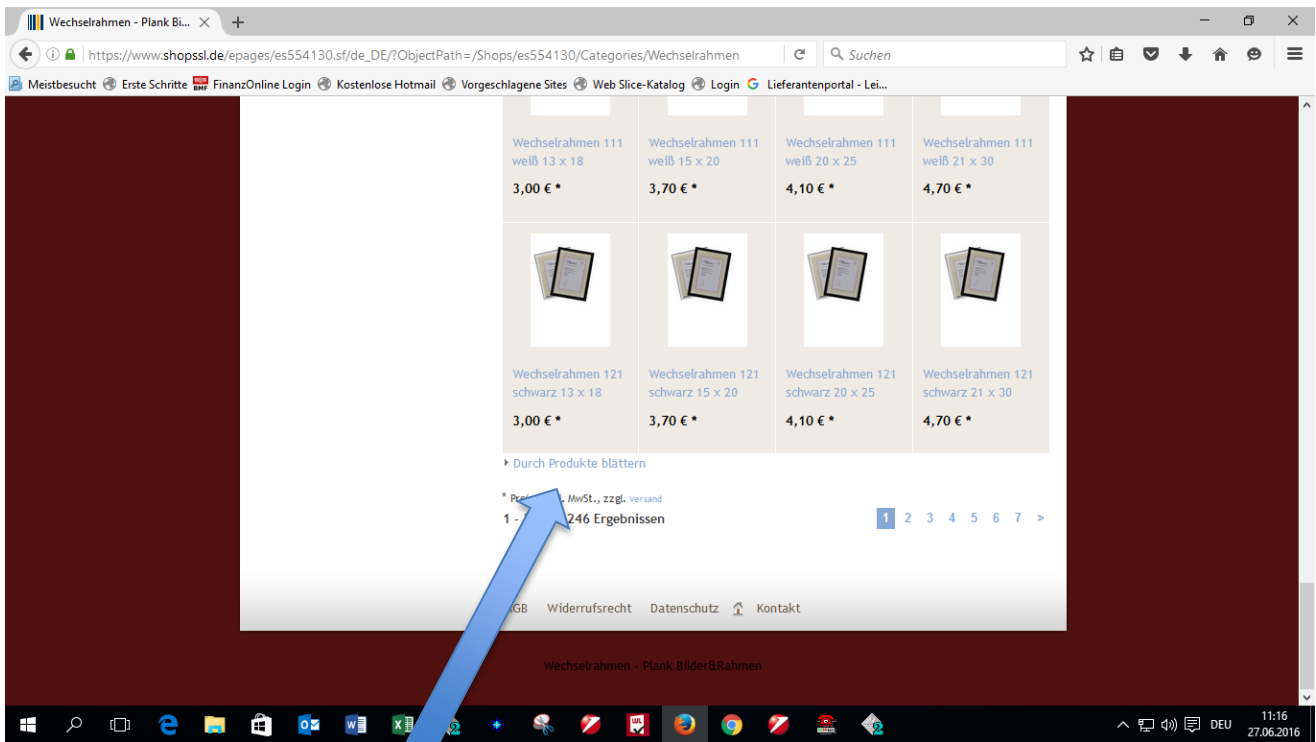 Wechselrahmen - Plank Bi...
https://www.shopssl.de/epages/es554130.sf/de_DE/?ObjectPath=/Shops/es554130/Categories/Wechselrahmen
Suchen
Meistbesucht Erste Schritte BMF FinanzOnline Login Kostenlose Hotmail Vorgeschlagene Sites Web Slice-Katalog Login G Lieferantenportal - Lei...
Wechselrahmen 111 weiß 13 x 18
3,00 € *
Wechselrahmen 111 weiß 15 x 20
3,70 € *
Wechselrahmen 111 weiß 20 x 25
4,10 € *
Wechselrahmen 111 weiß 21 x 30
4,70 € *
Wechselrahmen 121 schwarz 13 x 18
3,00 € *
Wechselrahmen 121 schwarz 15 x 20
3,70 € *
Wechselrahmen 121 schwarz 20 x 25
4,10 € *
Wechselrahmen 121 schwarz 21 x 30
4,70 € *
Durch Produkte blättern
* MwSt., zzgl. Versand
1 - 246 Ergebnissen
1 2 3 4 5 6 7 >
Widerrufsrecht Datenschutz Kontakt
Wechselrahmen - Plank Bilder&Rahmen
DEU
11:16
27.06.2016